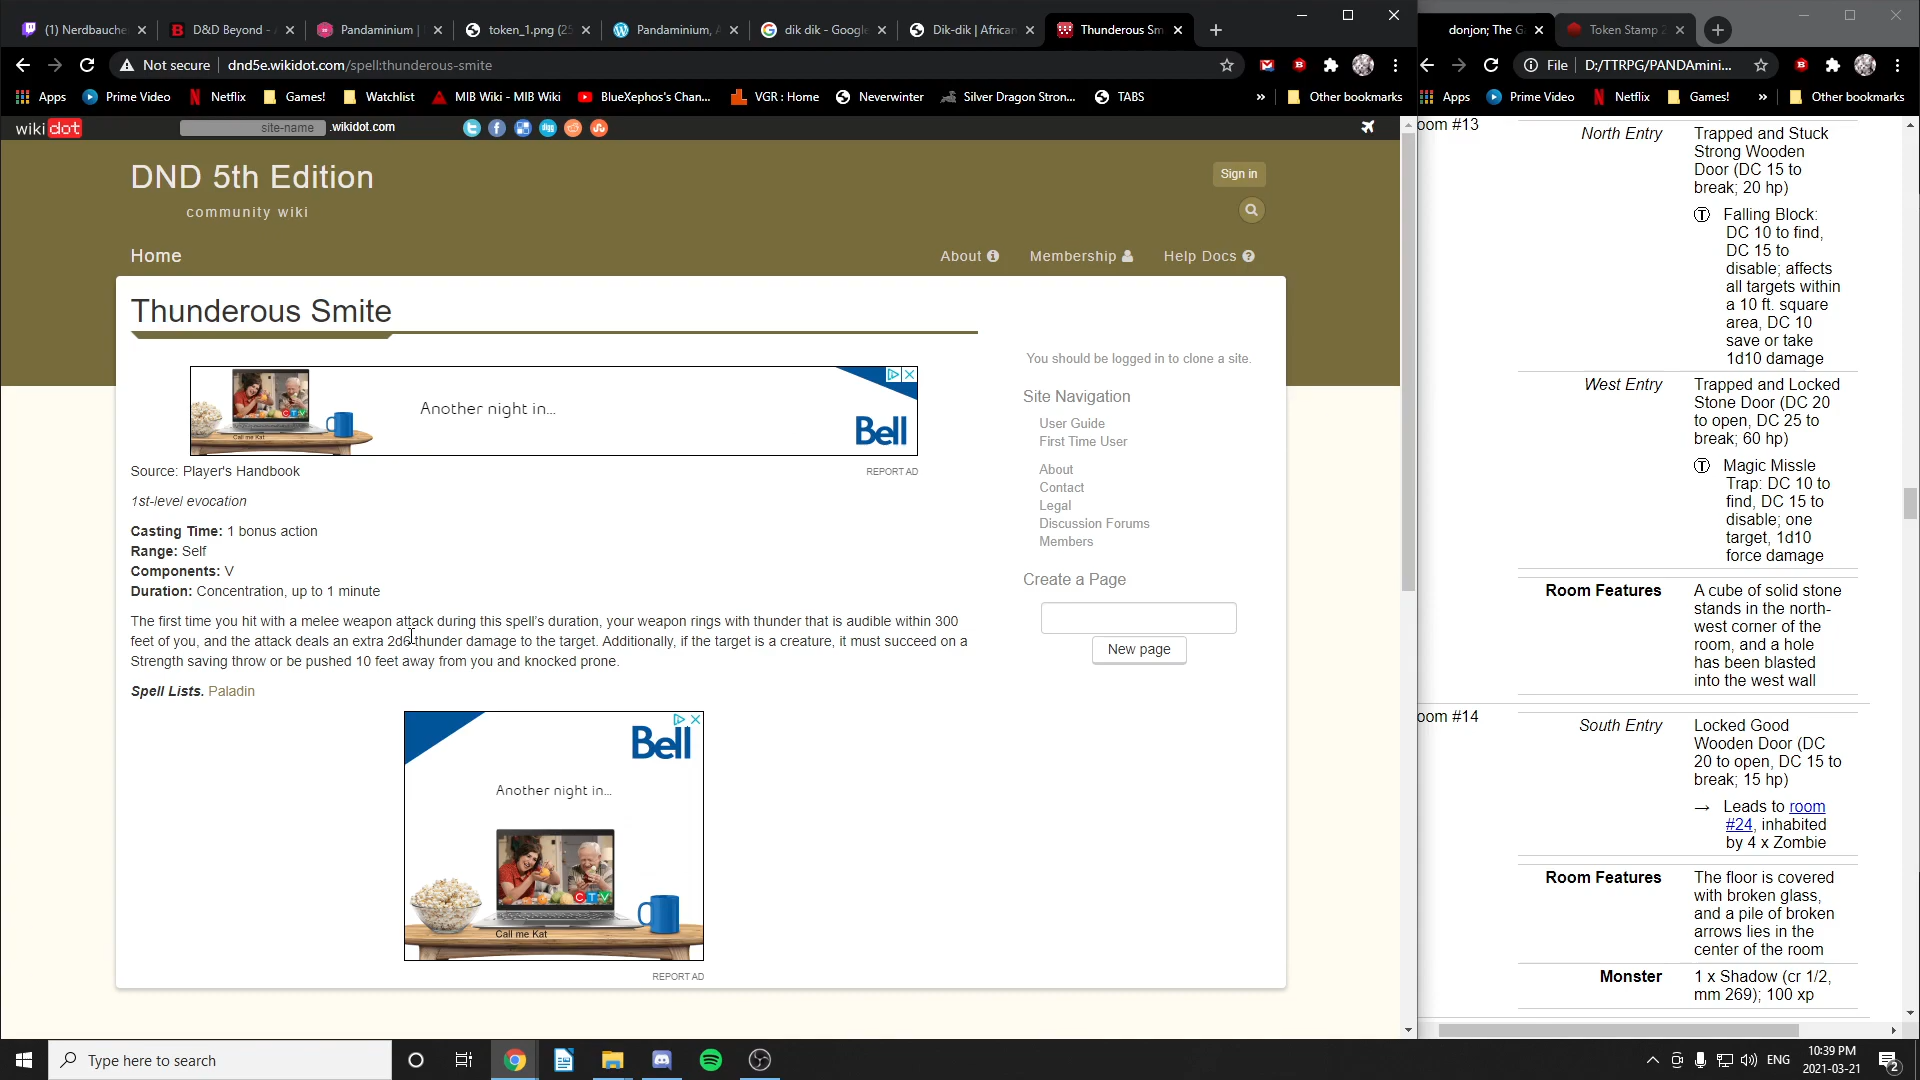 (1) Nerdbauche
D&D Beyond -
Pandaminium |
token_1.png (25
Pandaminium,
dik dik - Google
Dik-dik | African
Thunderous Sm
donjon; The G
Token Stamp 2
Not secure
dnd5e.wikidot.com/spell:thunderous-smite
File
D:/TTRPG/PANDAmini...
Apps
Prime Video
Netflix
Games!
Watchlist
MIB Wiki - MIB Wiki
BlueXephos's Chan...
VGR : Home
Neverwinter
Silver Dragon Stron...
TABS
»
Other bookmarks
Apps
Prime Video
Netflix
Games!
»
Other bookmarks
wikidot
site-name
.wikidot.com
DND 5th Edition
community wiki
Sign in
Home
About
Membership
Help Docs
Thunderous Smite
Another night in...
Bell
CTV
Call me Kat
Source: Player's Handbook
REPORT AD
1st-level evocation
Casting Time: 1 bonus action
Range: Self
Components: V
Duration: Concentration, up to 1 minute
The first time you hit with a melee weapon attack during this spell's duration, your weapon rings with thunder that is audible within 300
feet of you, and the attack deals an extra 2d6 thunder damage to the target. Additionally, if the target is a creature, it must succeed on a
Strength saving throw or be pushed 10 feet away from you and knocked prone.
Spell Lists. Paladin
Bell
Another night in...
CTV
Call me Kat
REPORT AD
You should be logged in to clone a site.
Site Navigation
User Guide
First Time User
About
Contact
Legal
Discussion Forums
Members
Create a Page
New page
oom #13
North Entry
Trapped and Stuck
Strong Wooden
Door (DC 15 to
break; 20 hp)
Ⓣ Falling Block:
DC 10 to find,
DC 15 to
disable; affects
all targets within
a 10 ft. square
area, DC 10
save or take
1d10 damage
West Entry
Trapped and Locked
Stone Door (DC 20
to open, DC 25 to
break; 60 hp)
Ⓣ Magic Missle
Trap: DC 10 to
find, DC 15 to
disable; one
target, 1d10
force damage
Room Features
A cube of solid stone
stands in the north-
west corner of the
room, and a hole
has been blasted
into the west wall
oom #14
South Entry
Locked Good
Wooden Door (DC
20 to open, DC 15 to
break; 15 hp)
→ Leads to room
#24, inhabited
by 4 x Zombie
Room Features
The floor is covered
with broken glass,
and a pile of broken
arrows lies in the
center of the room
Monster
1 x Shadow (cr 1/2,
mm 269); 100 xp
Type here to search
ENG
10:39 PM
2021-03-21
2